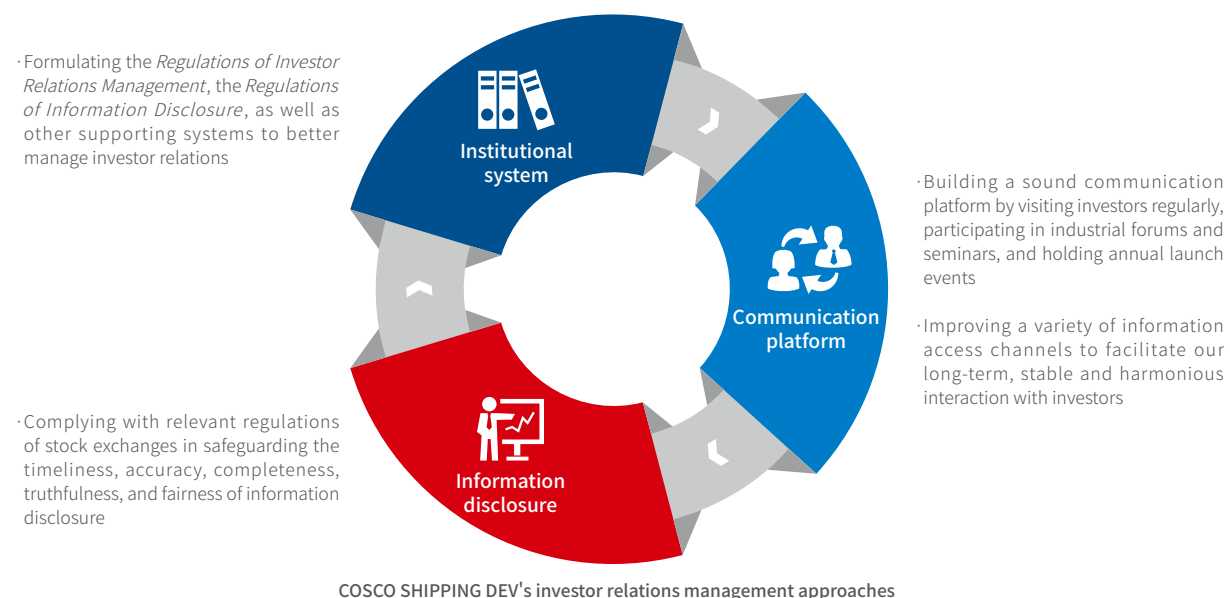 ·Formulating the Regulations of Investor
Relations Management, the Regulations
of Information Disclosure, as well as
other supporting systems to better
manage investor relations
Institutional
system
·Building a sound communication
platform by visiting investors regularly,
participating in industrial forums and
seminars, and holding annual launch
events
Communication
platform
·Improving a variety of information
access channels to facilitate our
long-term, stable and harmonious
interaction with investors
·Complying with relevant regulations
of stock exchanges in safeguarding the
timeliness, accuracy, completeness,
truthfulness, and fairness of information
disclosure
Information
disclosure
COSCO SHIPPING DEV's investor relations management approaches